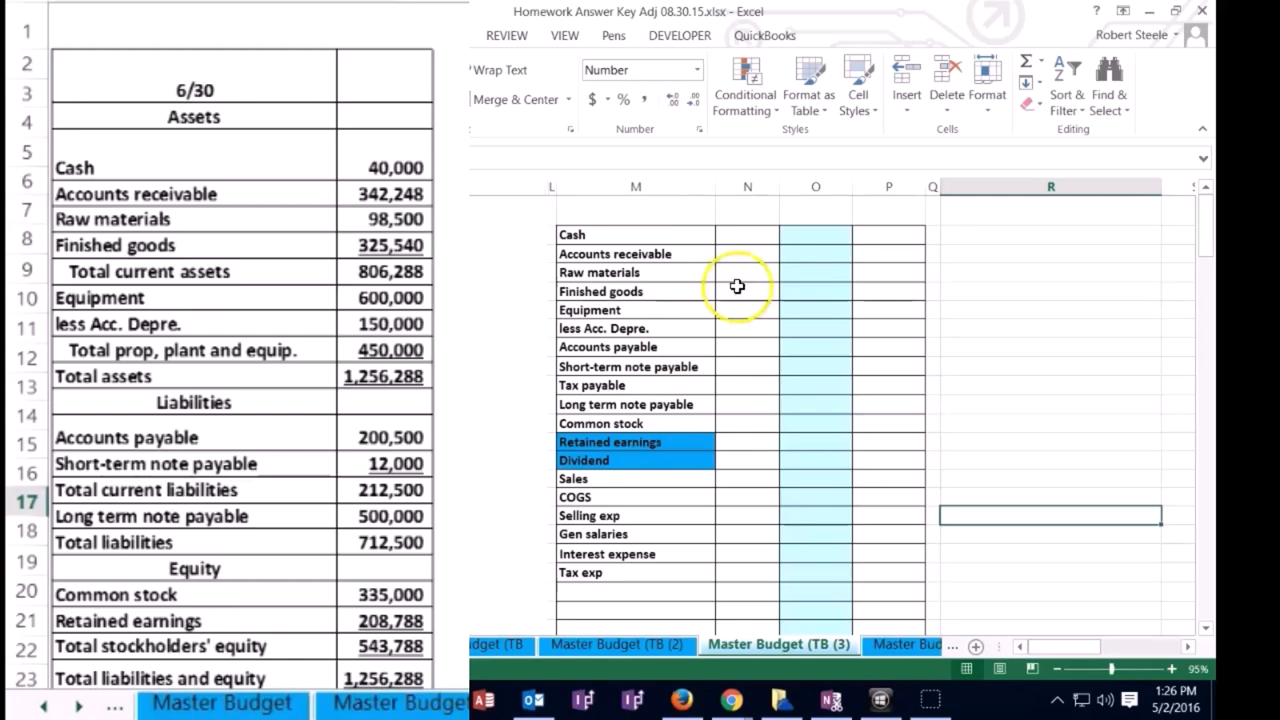 1
2
3 6/30
4 Assets
5 Cash 40,000
6 Accounts receivable 342,248
7 Raw materials 98,500
8 Finished goods 325,540
9 Total current assets 806,288
10 Equipment 600,000
11 less Acc. Depre. 150,000
12 Total prop, plant and equip. 450,000
13 Total assets 1,256,288
14 Liabilities
15 Accounts payable 200,500
16 Short-term note payable 12,000
17 Total current liabilities 212,500
18 Long term note payable 500,000
19 Total liabilities 712,500
Equity
20 Common stock 335,000
21 Retained earnings 208,788
22 Total stockholders' equity 543,788
23 Total liabilities and equity 1,256,288
... Master Budget Master Budget
Homework Answer Key Adj 08.30.15.xlsx - Excel ?
REVIEW VIEW Pens DEVELOPER QuickBooks Robert Steele
Wrap Text Number
Merge & Center $ % , .00 .0
Conditional Formatting
Format as Table
Cell Styles
Insert Delete Format
Sort & Filter
Find & Select
Number Styles Cells Editing
L M N O P Q R
Cash
Accounts receivable
Raw materials
Finished goods
Equipment
less Acc. Depre.
Accounts payable
Short-term note payable
Tax payable
Long term note payable
Common stock
Retained earnings
Dividend
Sales
COGS
Selling exp
Gen salaries
Interest expense
Tax exp
dget (TB Master Budget (TB (2) Master Budget (TB (3) Master Bud ...
95%
1:26 PM
5/2/2016